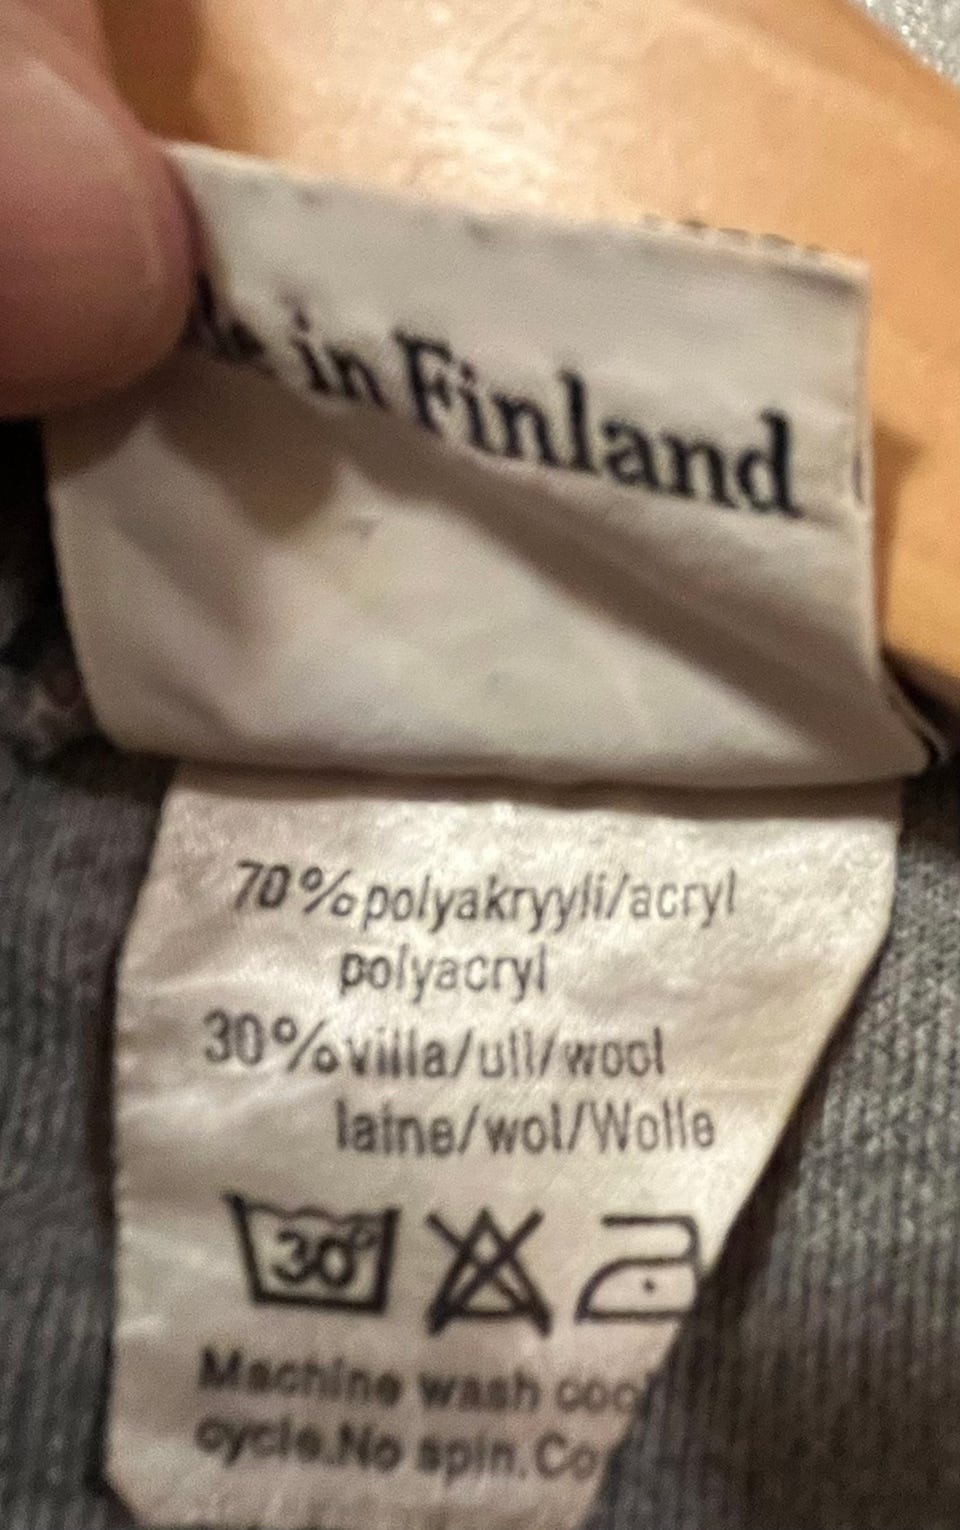 in Finland
70% polyakryyli/acryl
polyacryl
30% villa/ull/wool
laine/wol/Wolle
30°
Machine wash cool
cycle. No spin.